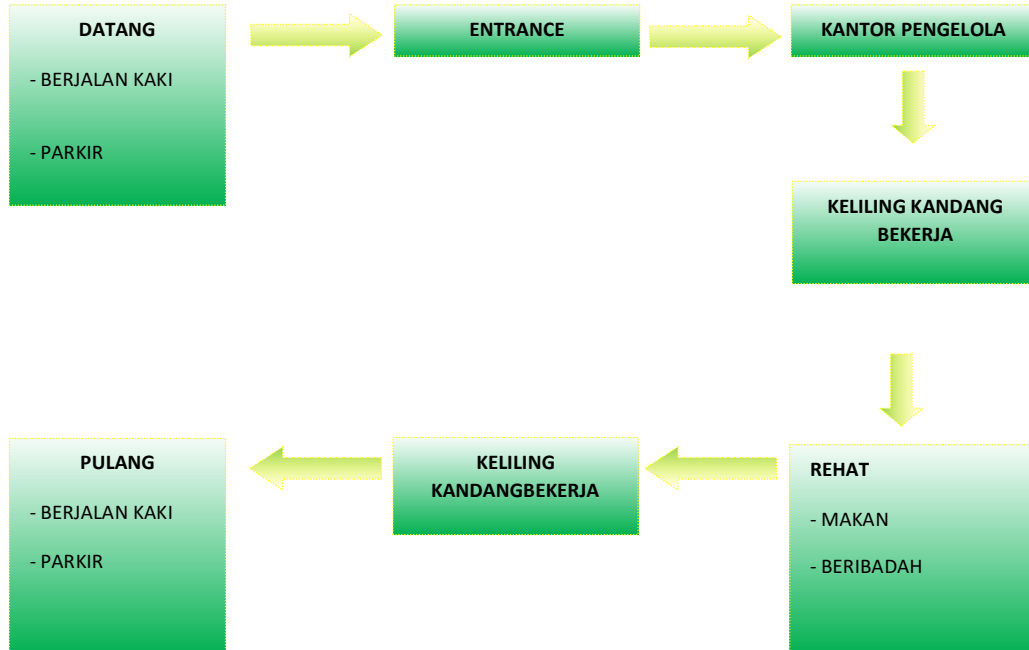 DATANG
- BERJALAN KAKI
- PARKIR
ENTRANCE
KANTOR PENGELOLA
KELILING KANDANG
BEKERJA
REHAT
- MAKAN
- BERIBADAH
KELILING
KANDANGBEKERJA
PULANG
- BERJALAN KAKI
- PARKIR